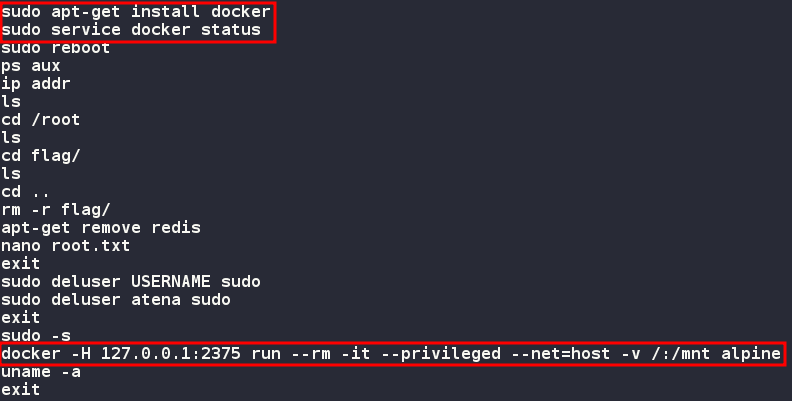 sudo apt-get install docker
sudo service docker status
sudo reboot
ps aux
ip addr
ls
cd /root
ls
cd flag/
ls
cd ..
rm -r flag/
apt-get remove redis
nano root.txt
exit
sudo deluser USERNAME sudo
sudo deluser atena sudo
exit
sudo -s
docker -H 127.0.0.1:2375 run --rm -it --privileged --net=host -v /:/mnt alpine
uname -a
exit